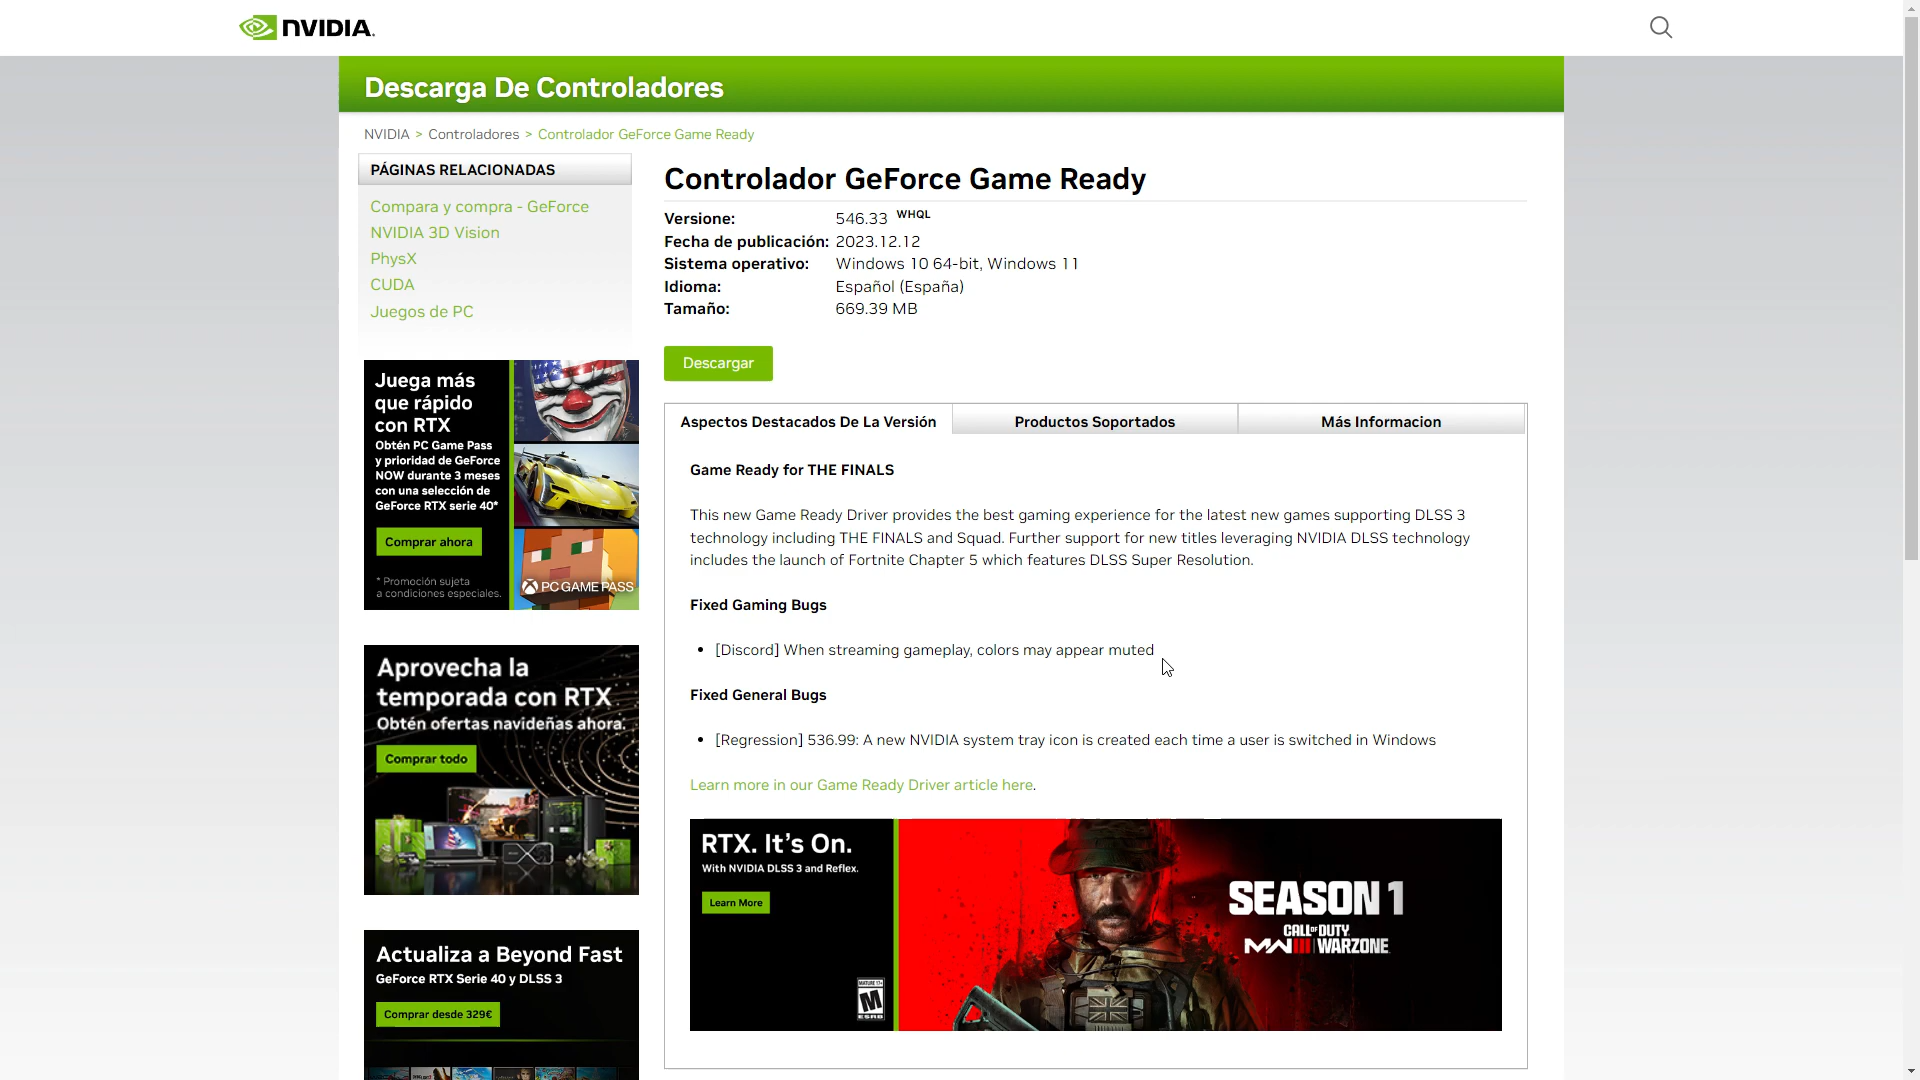 NVIDIA.
Descarga De Controladores
NVIDIA > Controladores > Controlador GeForce Game Ready
PÁGINAS RELACIONADAS
Compara y compra - GeForce
NVIDIA 3D Vision
PhysX
CUDA
Juegos de PC
Juega más
que rápido
con RTX
Obtén PC Game Pass
y prioridad de GeForce
NOW durante 3 meses
con una selección de
GeForce RTX serie 40*
Comprar ahora
* Promoción sujeta
a condiciones especiales.
PC GAME PASS
Aprovecha la
temporada con RTX
Obtén ofertas navideñas ahora.
Comprar todo
Actualiza a Beyond Fast
GeForce RTX Serie 40 y DLSS 3
Comprar desde 329€
Controlador GeForce Game Ready
Versione: 546.33 WHQL
Fecha de publicación: 2023.12.12
Sistema operativo: Windows 10 64-bit, Windows 11
Idioma: Español (España)
Tamaño: 669.39 MB
Descargar
Aspectos Destacados De La Versión Productos Soportados Más Informacion
Game Ready for THE FINALS
This new Game Ready Driver provides the best gaming experience for the latest new games supporting DLSS 3
technology including THE FINALS and Squad. Further support for new titles leveraging NVIDIA DLSS technology
includes the launch of Fortnite Chapter 5 which features DLSS Super Resolution.
Fixed Gaming Bugs
• [Discord] When streaming gameplay, colors may appear muted
Fixed General Bugs
• [Regression] 536.99: A new NVIDIA system tray icon is created each time a user is switched in Windows
Learn more in our Game Ready Driver article here.
RTX. It's On.
With NVIDIA DLSS 3 and Reflex.
Learn More
MATURE 17+
M
ESRB
SEASON 1
CALL OF DUTY
MWIII WARZONE